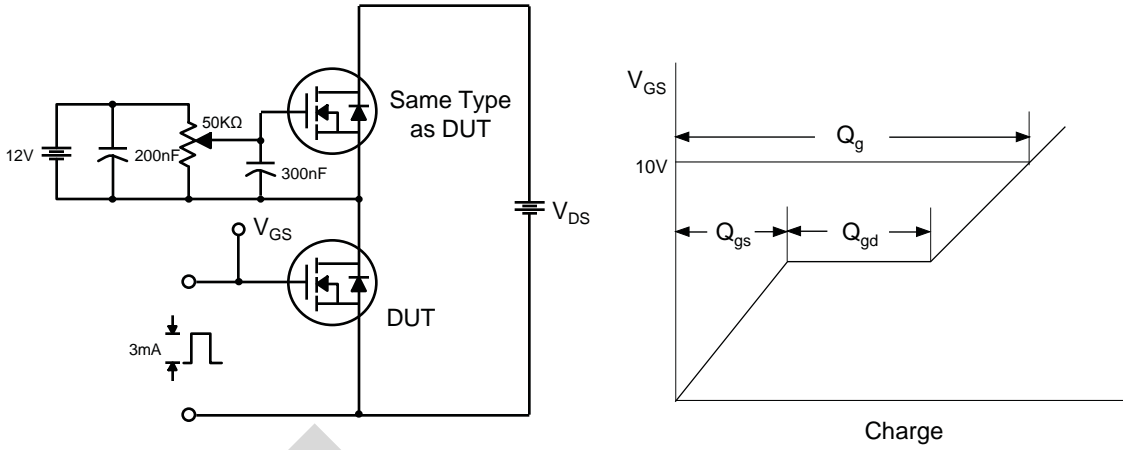 12V
200nF
50KΩ
300nF
Same Type
as DUT
V_DS
V_GS
DUT
3mA
V_GS
10V
Q_g
Q_gs
Q_gd
Charge